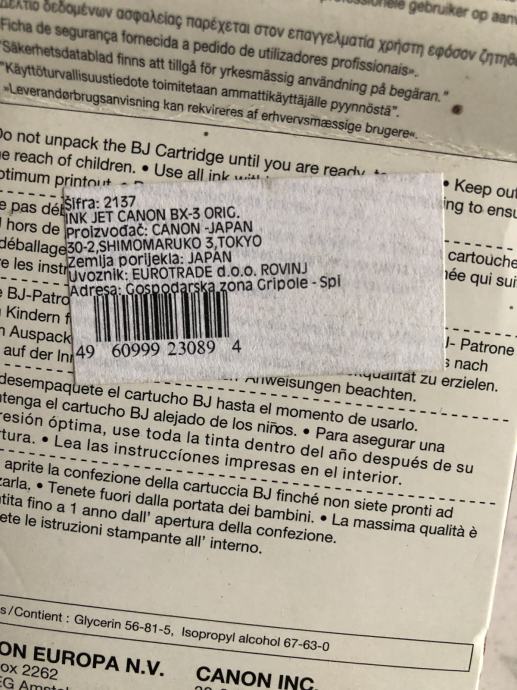 Δελτίο δεδομένων ασφαλείας παρέχεται στον επαγγελματία χρήστη εφόσον ζητηθ
gebruiker op aanv
Ficha de segurança fornecida a pedido de utilizadores profissionais».
"Säkerhetsdatablad finns att tillgå för yrkesmässig användning på begäran."
"Käyttöturvallisuustiedote toimitetaan ammattikäyttäjälle pyynnöstä".
»Leverandørbrugsanvisning kan rekvireres af erhvervsmæssige brugere«.
Do not unpack the BJ Cartridge until you are ready
• Keep out
reach of children. • Use all ink
ing to ensu
optimum printout.
Šifra: 2137
INK JET CANON BX-3 ORIG.
Proizvođač: CANON -JAPAN
30-2,SHIMOMARUKO 3,TOKYO
Zemlja porijekla: JAPAN
Uvoznik: EUROTRADE d.o.o. ROVINJ
Adresa: Gospodarska zona Gripole - Spi
49 60999 23089 4
e pas dé
cartouche
hors de
ée qui sui
déballage
les inst
BJ-Patro
J- Patrone
Kindern f
nach
Auspack
qualität zu erzielen.
auf der In
Anweisungen beachten.
desempaquete el cartucho BJ hasta el momento de usarlo.
tenga el cartucho BJ alejado de los niños. • Para asegurar una
resión óptima, use toda la tinta dentro del año después de su
rtura. • Lea las instrucciones impresas en el interior.
aprite la confezione della cartuccia BJ finché non siete pronti ad
zarla. • Tenete fuori dalla portata dei bambini. • La massima qualità è
tita fino a 1 anno dall' apertura della confezione.
ete le istruzioni stampante all' interno.
s/Contient : Glycerin 56-81-5, Isopropyl alcohol 67-63-0
ON EUROPA N.V.
CANON INC.
ox 2262
EG Amstel